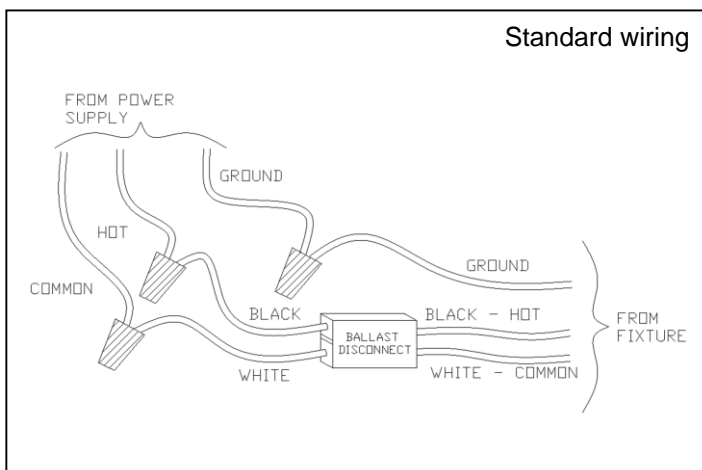 Standard wiring
FROM POWER
SUPPLY
GROUND
HOT
COMMON
GROUND
BLACK
BALLAST
DISCONNECT
BLACK - HOT
WHITE
WHITE - COMMON
FROM
FIXTURE